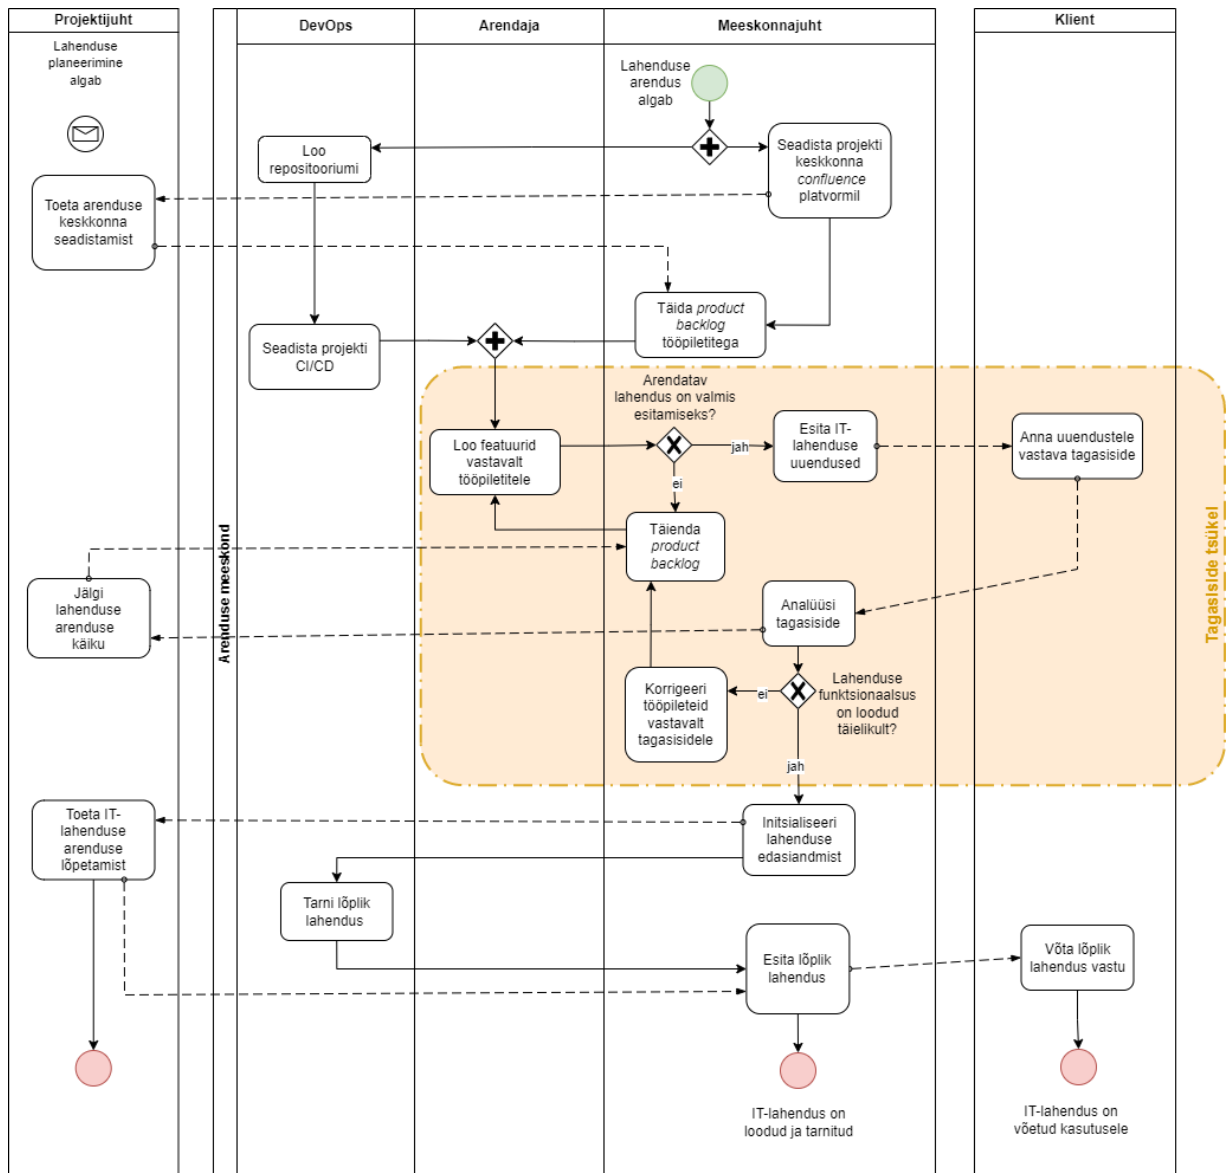 Projektijuht
DevOps
Arendaja
Meeskonnajuht
Klient
Lahenduse
planeerimine
algab
Lahenduse
arendus
algab
Loo
repositooriumi
Seadista projekti
keskkonna
confluence
platvormil
Toeta arenduse
keskkonna
seadistamist
Täida product
backlog
tööpiletitega
Seadista projekti
CI/CD
Arendatav
lahendus on valmis
esitamiseks?
Loo featuurid
vastavalt
tööpiletitele
jah
ei
Esita IT-
lahenduse
uuendused
Anna uuendustele
vastava tagasiside
Täienda
product
backlog
Arenduse meeskond
Tagasiside tsükel
Jälgi
lahenduse
arenduse
käiku
Analüüsi
tagasiside
Korrigeeri
tööpileteid
vastavalt
tagasisidele
ei
Lahenduse
funktsionaalsus
on loodud
täielikult?
jah
Toeta IT-
lahenduse
arenduse
lõpetamist
Initsialiseeri
lahenduse
edasiandmist
Tarni lõplik
lahendus
Esita lõplik
lahendus
Võta lõplik
lahendus vastu
IT-lahendus on
loodud ja tarnitud
IT-lahendus on
võetud kasutusele